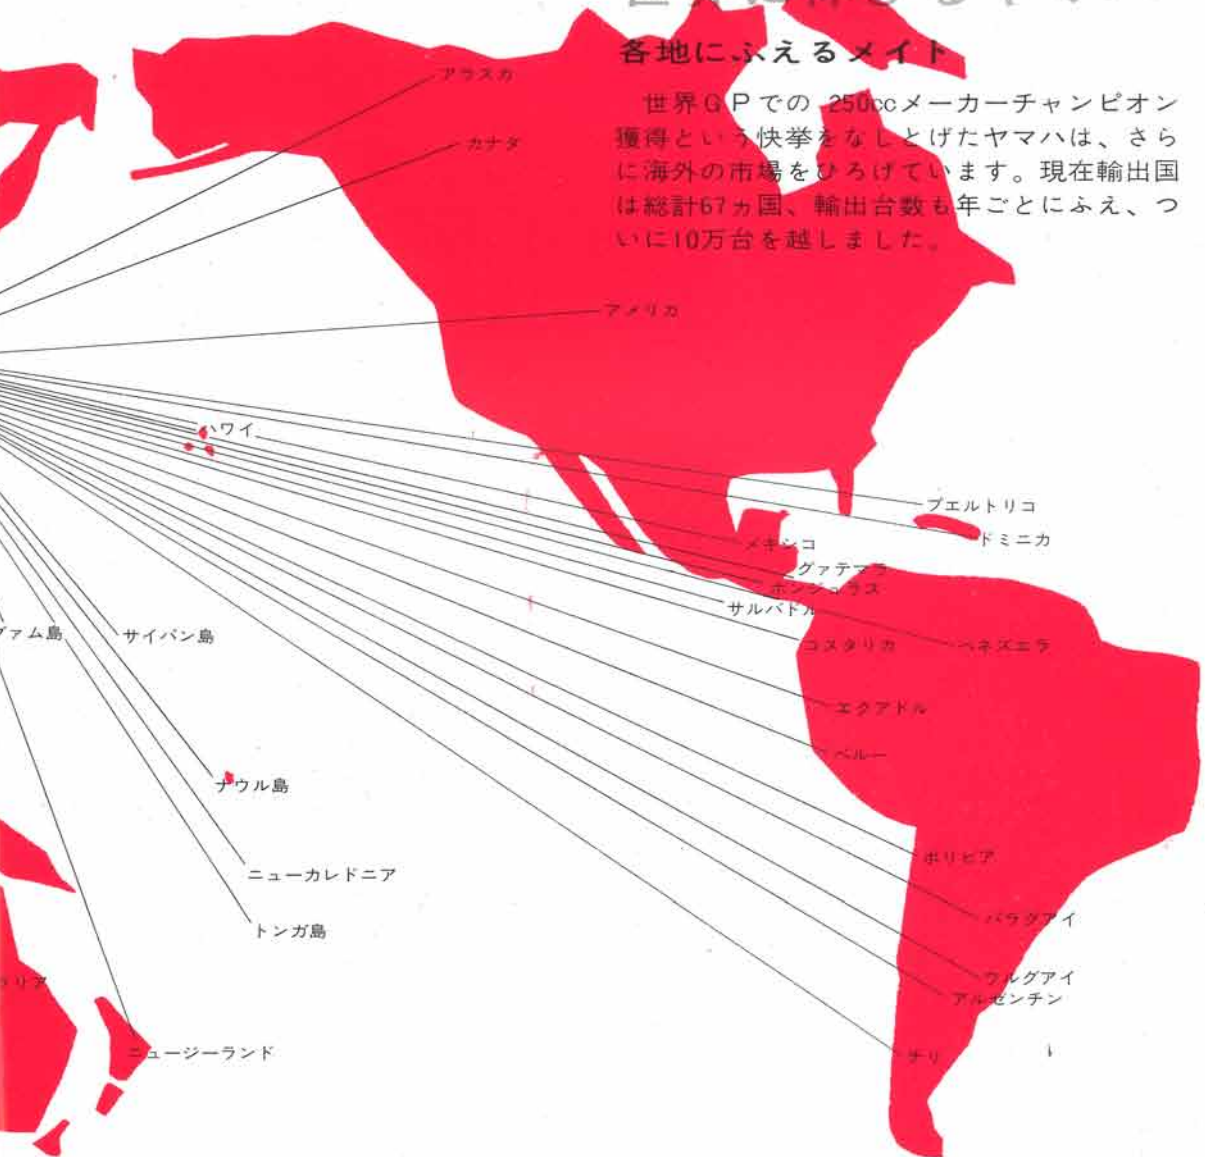 各地にふえるメイト
世界GPでの 250ccメーカーチャンピオン
獲得という快挙をなしとげたヤマハは、さら
に海外の市場をひろげています。現在輸出国
は総計67ヵ国、輸出台数も年ごとにふえ、つ
いに10万台を越しました。
アラスカ
カナダ
アメリカ
ハワイ
プエルトリコ
ドミニカ
メキシコ
グァテマラ
ホンジュラス
サルバドル
コスタリカ
ベネズエラ
グァム島
サイパン島
エクアドル
ペルー
ナウル島
ボリビア
ニューカレドニア
パラグアイ
トンガ島
ウルグアイ
アルゼンチン
ラリア
ニュージーランド
チリ